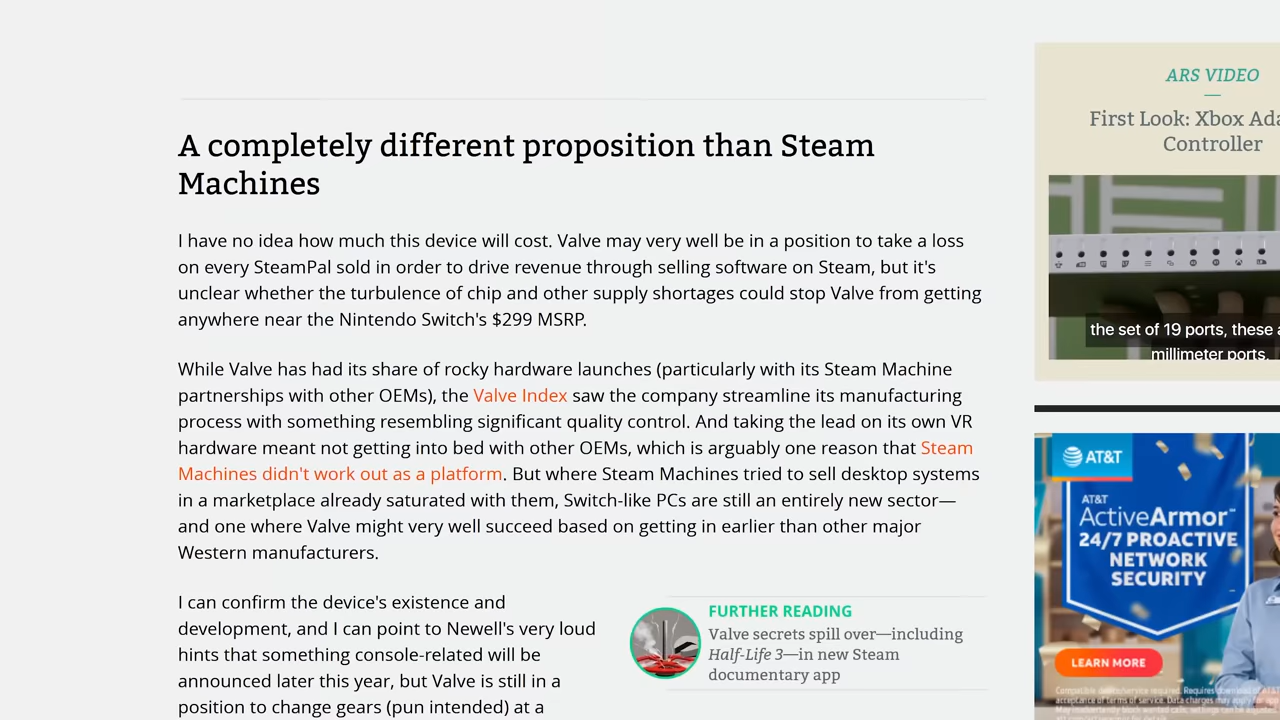 A completely different proposition than Steam
Machines
I have no idea how much this device will cost. Valve may very well be in a position to take a loss
on every SteamPal sold in order to drive revenue through selling software on Steam, but it's
unclear whether the turbulence of chip and other supply shortages could stop Valve from getting
anywhere near the Nintendo Switch's $299 MSRP.
While Valve has had its share of rocky hardware launches (particularly with its Steam Machine
partnerships with other OEMs), the Valve Index saw the company streamline its manufacturing
process with something resembling significant quality control. And taking the lead on its own VR
hardware meant not getting into bed with other OEMs, which is arguably one reason that Steam
Machines didn't work out as a platform. But where Steam Machines tried to sell desktop systems
in a marketplace already saturated with them, Switch-like PCs are still an entirely new sector—
and one where Valve might very well succeed based on getting in earlier than other major
Western manufacturers.
I can confirm the device's existence and
development, and I can point to Newell's very loud
hints that something console-related will be
announced later this year, but Valve is still in a
position to change gears (pun intended) at a
FURTHER READING
Valve secrets spill over—including
Half-Life 3—in new Steam
documentary app
ARS VIDEO
First Look: Xbox Ada
Controller
the set of 19 ports, these a
millimeter ports,
AT&T
AT&T
ActiveArmor℠
24/7 PROACTIVE
NETWORK
SECURITY
LEARN MORE